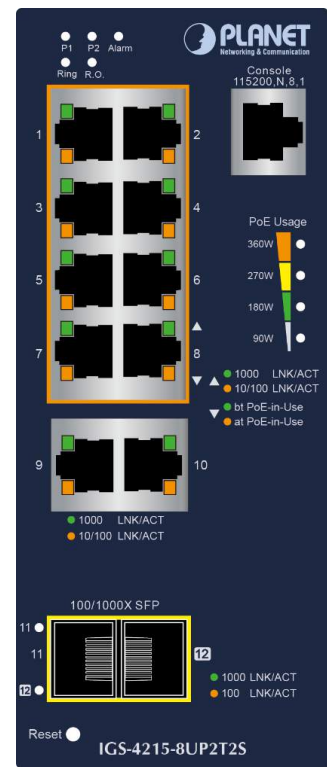 P1 P2 Alarm
Ring R.O.
PLANET
Networking & Communication
Console
115200,N,8,1
1 2
3 4
5 6
7 8
PoE Usage
360W
270W
180W
90W
1000 LNK/ACT
10/100 LNK/ACT
bt PoE-in-Use
at PoE-in-Use
9 10
1000 LNK/ACT
10/100 LNK/ACT
100/1000X SFP
11
11 12
12
1000 LNK/ACT
100 LNK/ACT
Reset
IGS-4215-8UP2T2S